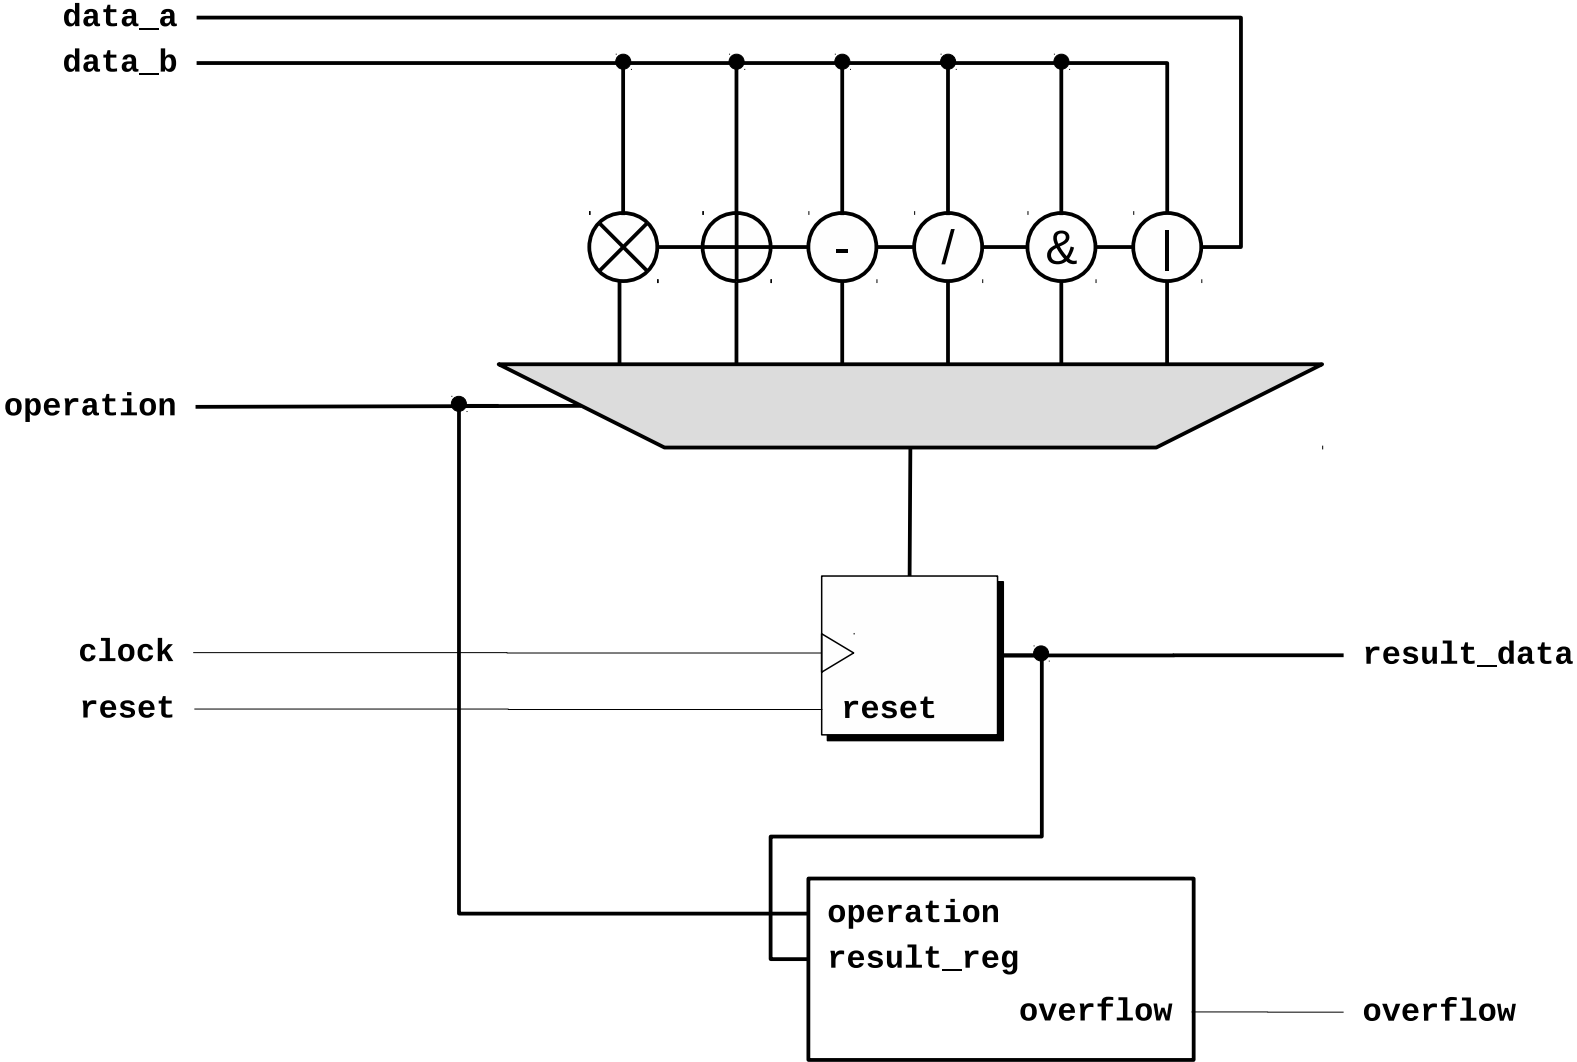 data_a
data_b
- / & |
operation
clock
result_data
reset
reset
operation
result_reg
overflow
overflow